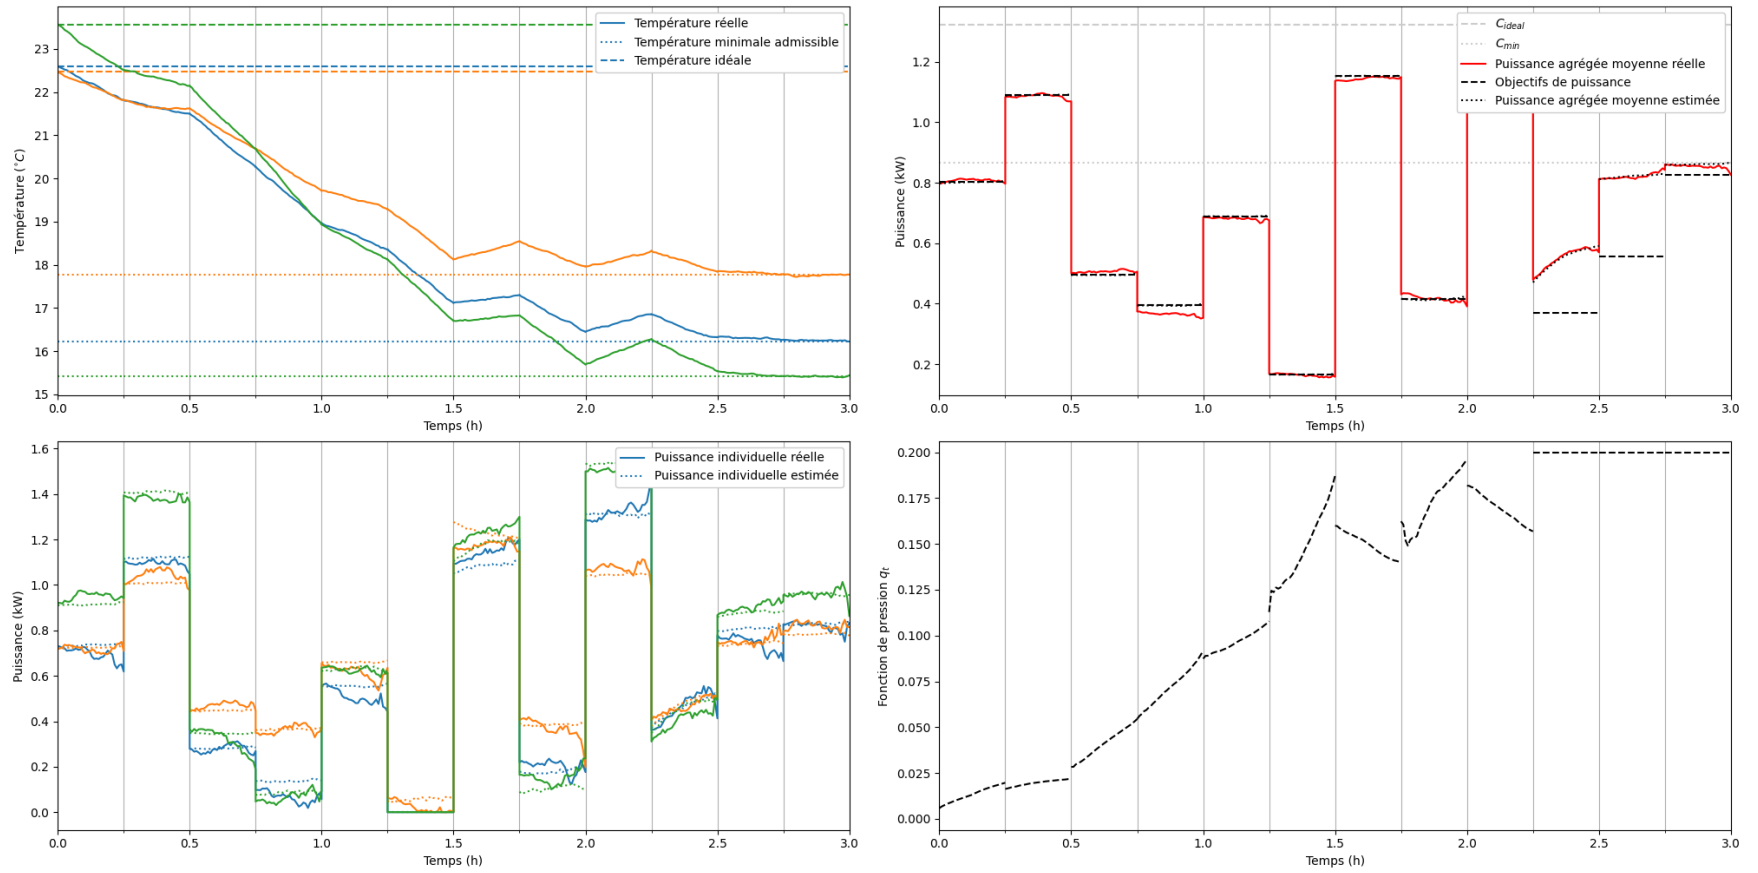 Température réelle
Température minimale admissible
Température idéale
Température (°C)
23
22
21
20
19
18
17
16
15
0.0 0.5 1.0 1.5 2.0 2.5 3.0
Temps (h)
C_ideal
C_min
Puissance agrégée moyenne réelle
Objectifs de puissance
Puissance agrégée moyenne estimée
Puissance (kW)
1.2
1.0
0.8
0.6
0.4
0.2
0.0 0.5 1.0 1.5 2.0 2.5 3.0
Temps (h)
Puissance individuelle réelle
Puissance individuelle estimée
Puissance (kW)
1.6
1.4
1.2
1.0
0.8
0.6
0.4
0.2
0.0
0.0 0.5 1.0 1.5 2.0 2.5 3.0
Temps (h)
Fonction de pression q_t
0.200
0.175
0.150
0.125
0.100
0.075
0.050
0.025
0.000
0.0 0.5 1.0 1.5 2.0 2.5 3.0
Temps (h)